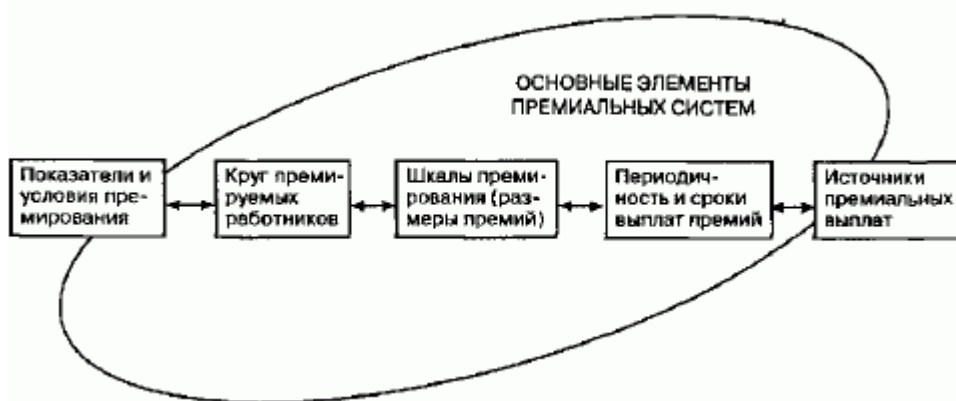 ОСНОВНЫЕ ЭЛЕМЕНТЫ
ПРЕМИАЛЬНЫХ СИСТЕМ
Показатели и
условия пре-
мирования
Круг преми-
руемых
работников
Шкалы преми-
рования (раз-
меры премий)
Периодич-
ность и сроки
выплат премий
Источники
премиальных
выплат